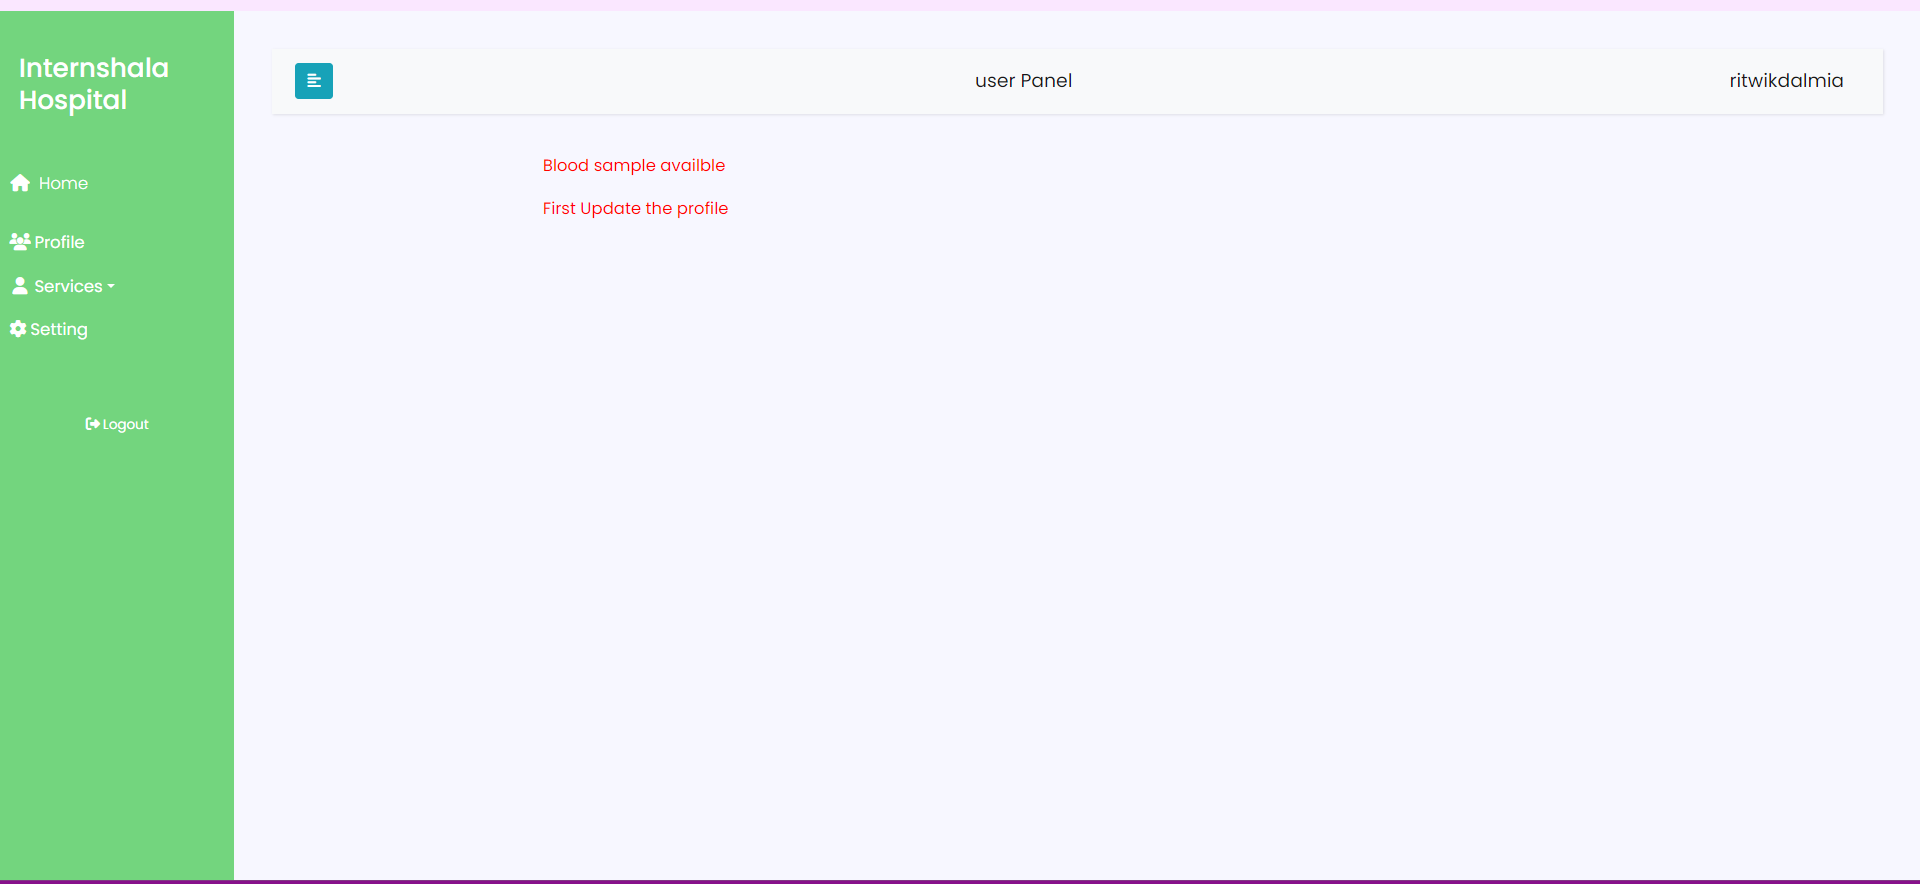 Internshala
Hospital
user Panel
ritwikdalmia
Home
Profile
Services
Setting
Logout
Blood sample availble
First Update the profile